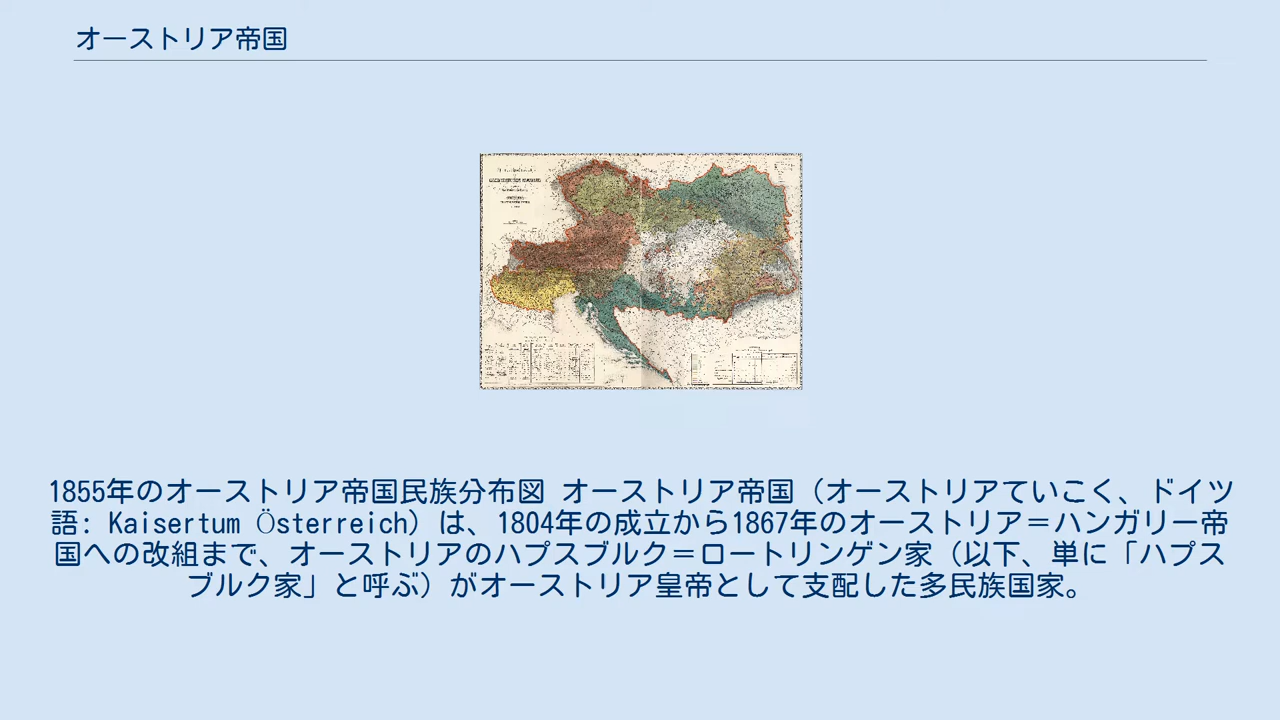 オーストリア帝国
1855年のオーストリア帝国民族分布図 オーストリア帝国（オーストリアていこく、ドイツ
語: Kaisertum Österreich）は、1804年の成立から1867年のオーストリア＝ハンガリー帝
国への改組まで、オーストリアのハプスブルク＝ロートリンゲン家（以下、単に「ハプス
ブルク家」と呼ぶ）がオーストリア皇帝として支配した多民族国家。